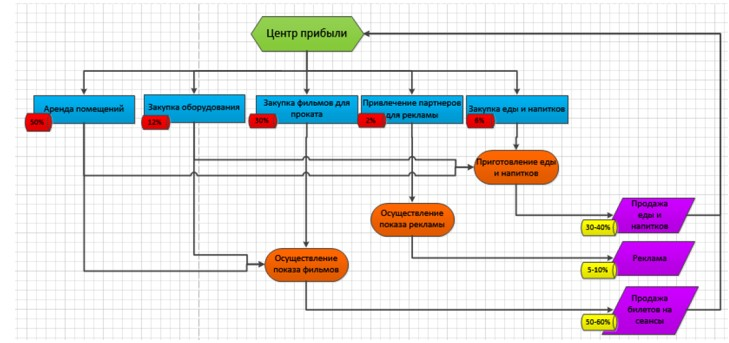 Центр прибыли
Аренда помещений
Закупка оборудования
Закупка фильмов для
проката
Привлечение партнеров
для рекламы
Закупка еды и напитков
50%
12%
30%
2%
6%
Приготовление еды
и напитков
Осуществление
показа рекламы
Осуществление
показа фильмов
Продажа
еды и
напитков
30-40%
Реклама
5-10%
Продажа
билетов на
сеансы
50-60%